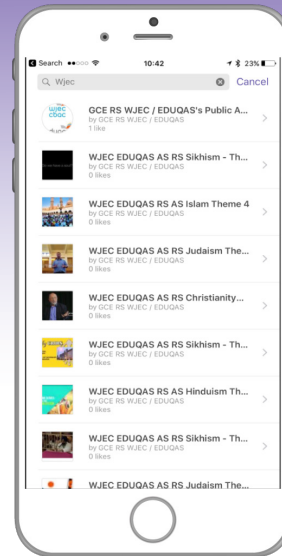 Search
10:42
23%
Wjec
Cancel
wjec
cbac
GCE RS WJEC / EDUQAS's Public A...
by GCE RS WJEC / EDUQAS
1 like
WJEC EDUQAS AS RS Sikhism - Th...
by GCE RS WJEC / EDUQAS
0 likes
WJEC EDUQAS RS AS Islam Theme 4
by GCE RS WJEC / EDUQAS
0 likes
WJEC EDUQAS AS RS Judaism The...
by GCE RS WJEC / EDUQAS
0 likes
WJEC EDUQAS AS RS Christianity...
by GCE RS WJEC / EDUQAS
0 likes
WJEC EDUQAS AS RS Sikhism - Th...
by GCE RS WJEC / EDUQAS
0 likes
WJEC EDUQAS RS AS Hinduism Th...
by GCE RS WJEC / EDUQAS
0 likes
WJEC EDUQAS AS RS Sikhism - Th...
by GCE RS WJEC / EDUQAS
0 likes
WJEC EDUQAS AS RS Judaism The...